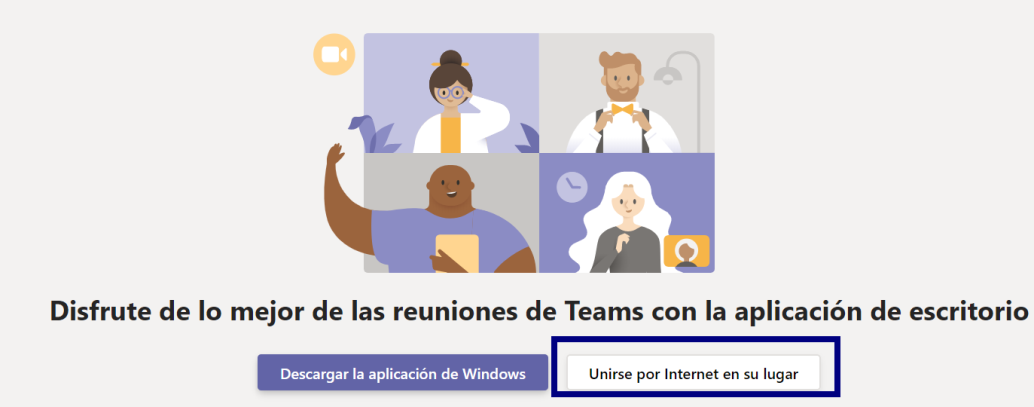 Disfrute de lo mejor de las reuniones de Teams con la aplicación de escritorio
Descargar la aplicación de Windows
Unirse por Internet en su lugar